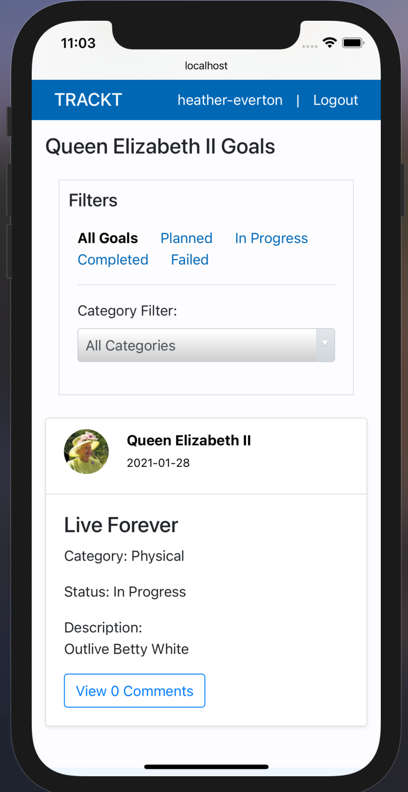 11:03
localhost
TRACKT heather-everton | Logout
Queen Elizabeth II Goals
Filters
All Goals Planned In Progress
Completed Failed
Category Filter:
All Categories
Queen Elizabeth II
2021-01-28
Live Forever
Category: Physical
Status: In Progress
Description:
Outlive Betty White
View 0 Comments